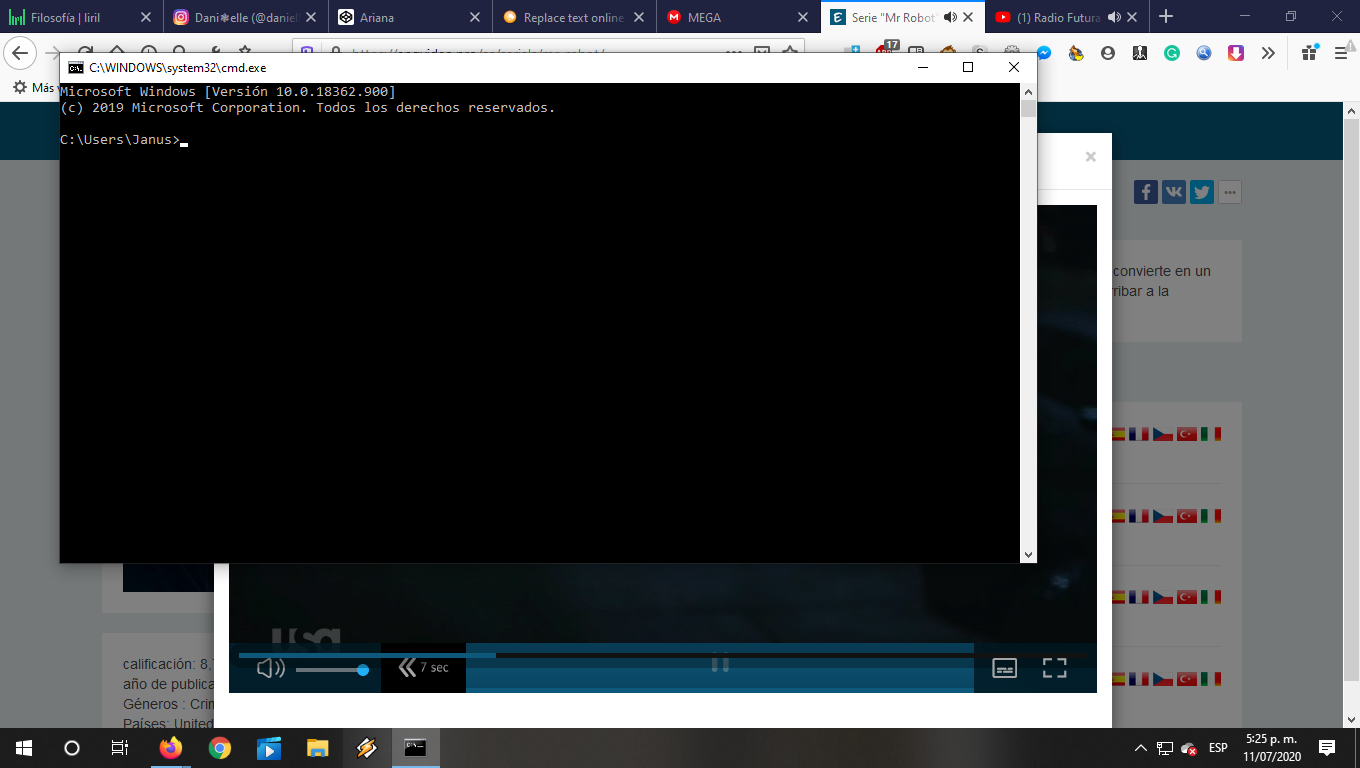 Filosofía | liril
Dani❃elle (@daniel
Ariana
Replace text online
MEGA
Serie "Mr Robot"
(1) Radio Futura
17
Más
C:\WINDOWS\system32\cmd.exe
Microsoft Windows [Versión 10.0.18362.900]
(c) 2019 Microsoft Corporation. Todos los derechos reservados.
C:\Users\Janus>
convierte en un
ribar a la
usa
7 sec
calificación: 8.
año de publica
Géneros : Crin
Países: United
ESP
5:25 p. m.
11/07/2020